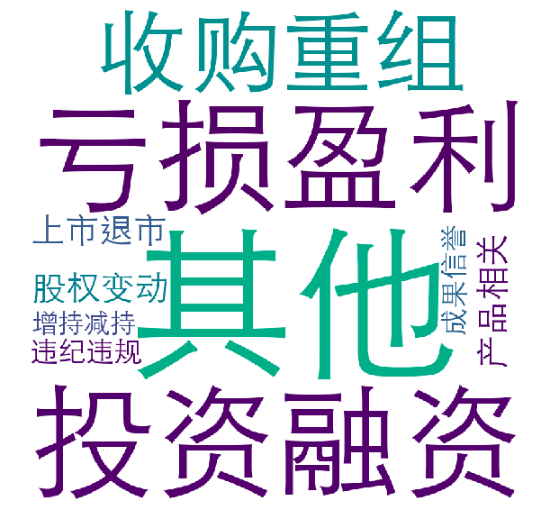 收购重组
亏损盈利
上市退市
其他
成果信誉
产品相关
股权变动
增持减持
违纪违规
投资融资